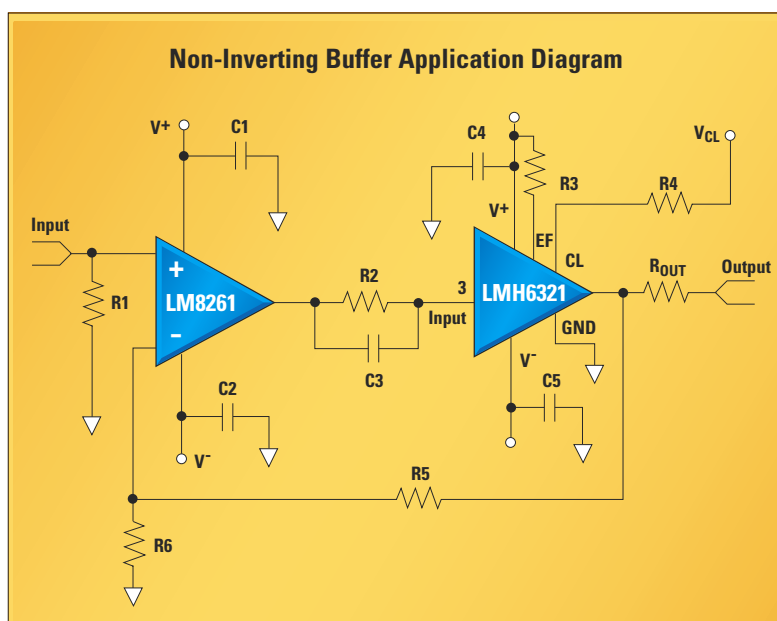 Non-Inverting Buffer Application Diagram
V+
C1
C4
VCL
R3
R4
V+
Input
EF
CL
+
R2
3
ROUT
Output
R1
LM8261
LMH6321
Input
-
GND
C3
V-
C2
C5
V-
R5
R6